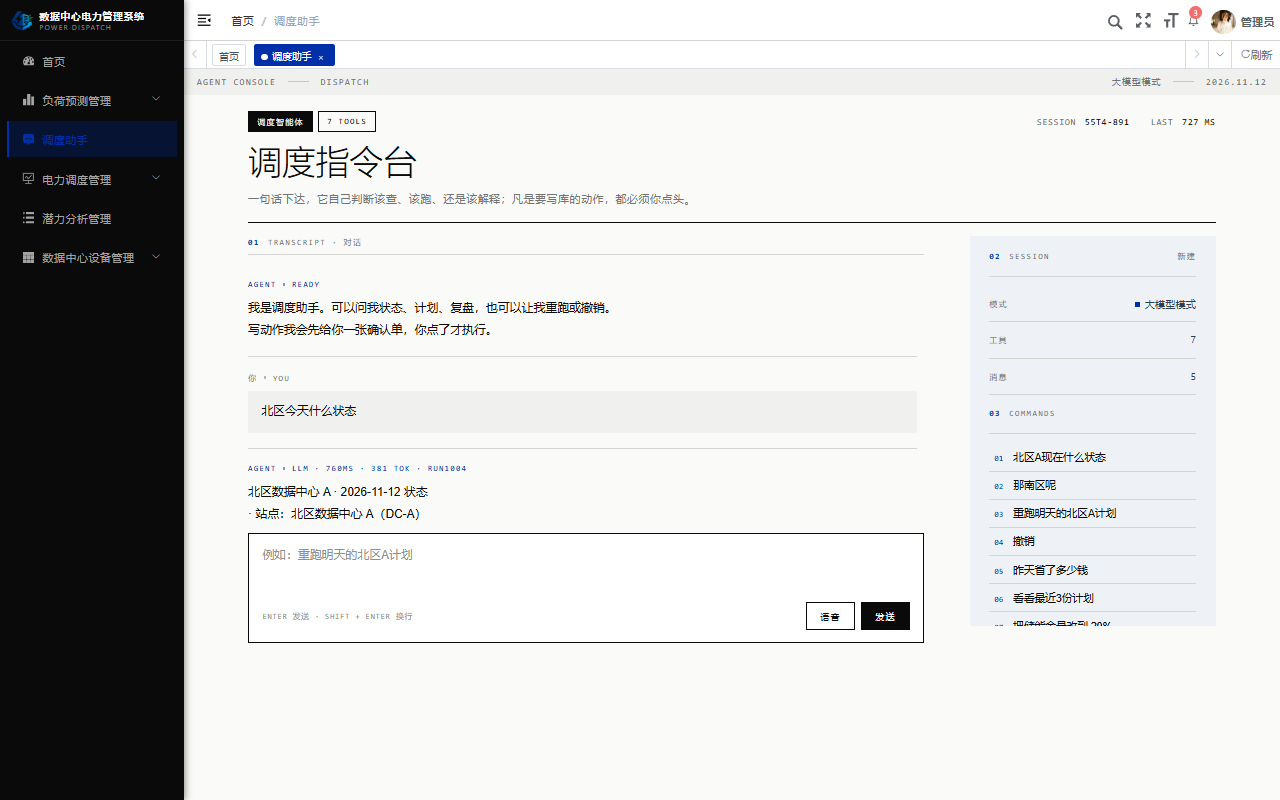 数据中心电力管理系统
POWER DISPATCH
首页
负荷预测管理
调度助手
电力调度管理
潜力分析管理
数据中心设备管理
首页 / 调度助手
3
管理员
首页
调度助手 ×
刷新
AGENT CONSOLE DISPATCH
大模型模式 2026.11.12
调度智能体 7 TOOLS
SESSION 55T4-891 LAST 727 MS
调度指令台
一句话下达，它自己判断该查、该跑、还是该解释；凡是要写库的动作，都必须你点头。
01 TRANSCRIPT · 对话
AGENT · READY
我是调度助手。可以问我状态、计划、复盘，也可以让我重跑或撤销。
写动作我会先给你一张确认单，你点了才执行。
你 · YOU
北区今天什么状态
AGENT · LLM · 760MS · 381 TOK · RUN1004
北区数据中心 A · 2026-11-12 状态
· 站点：北区数据中心 A（DC-A）
例如：重跑明天的北区A计划
ENTER 发送 · SHIFT + ENTER 换行
语音
发送
02 SESSION 新建
模式 大模型模式
工具 7
消息 5
03 COMMANDS
01 北区A现在什么状态
02 那南区呢
03 重跑明天的北区A计划
04 撤销
05 昨天省了多少钱
06 看看最近3份计划